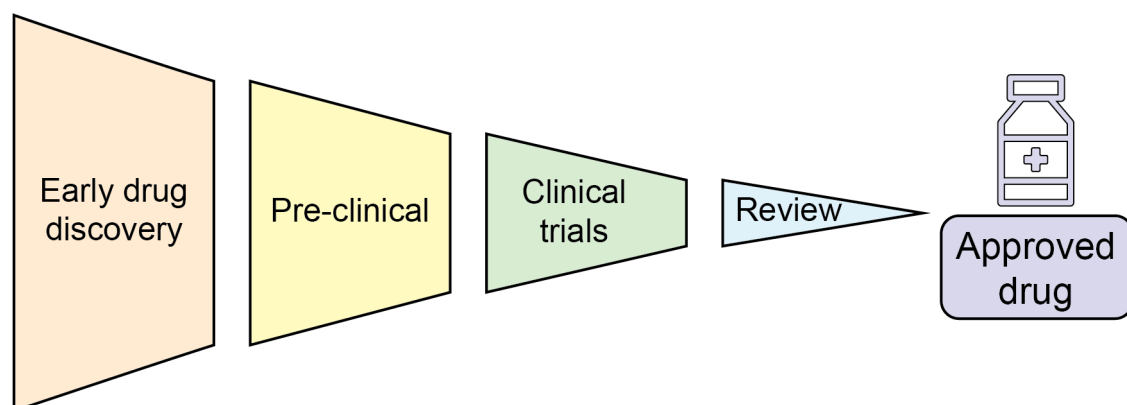 Early drug
discovery
Pre-clinical
Clinical
trials
Review
Approved
drug